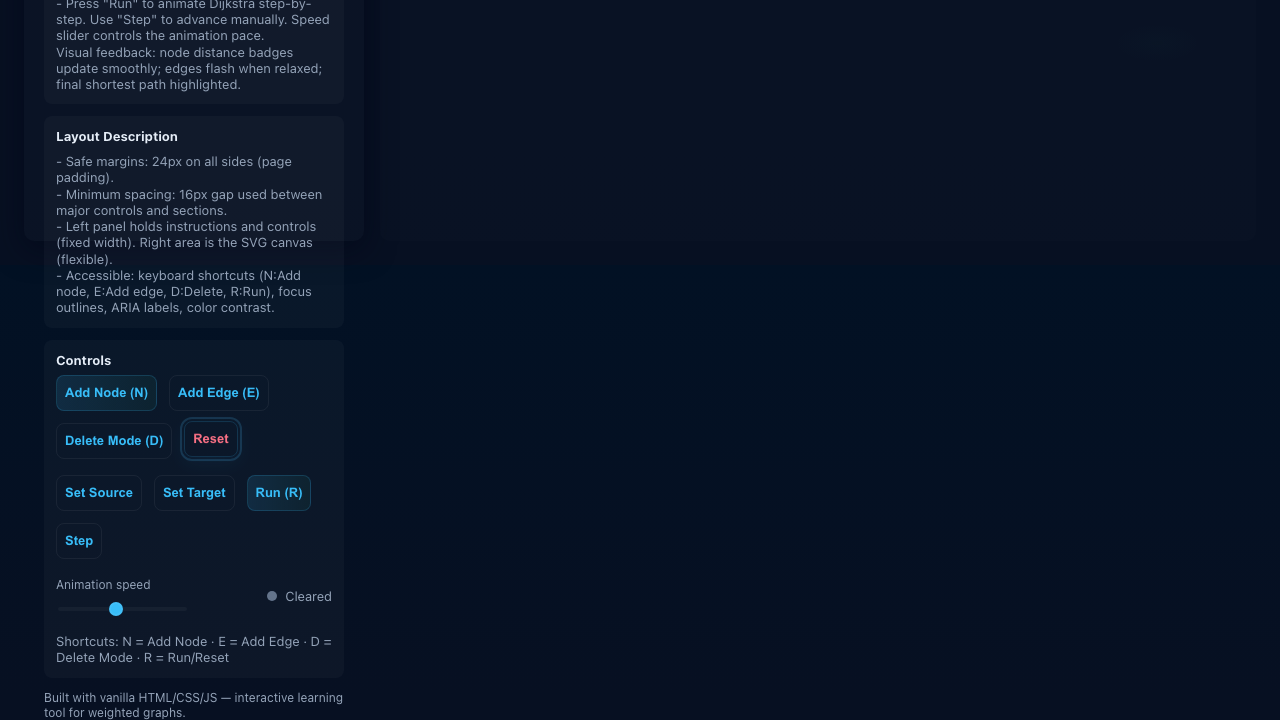 - Press "Run" to animate Dijkstra step-by-
step. Use "Step" to advance manually. Speed
slider controls the animation pace.
Visual feedback: node distance badges
update smoothly; edges flash when relaxed;
final shortest path highlighted.
Layout Description
- Safe margins: 24px on all sides (page
padding).
- Minimum spacing: 16px gap used between
major controls and sections.
- Left panel holds instructions and controls
(fixed width). Right area is the SVG canvas
(flexible).
- Accessible: keyboard shortcuts (N:Add
node, E:Add edge, D:Delete, R:Run), focus
outlines, ARIA labels, color contrast.
Controls
Add Node (N) Add Edge (E)
Delete Mode (D) Reset
Set Source Set Target Run (R)
Step
Animation speed
Cleared
Shortcuts: N = Add Node · E = Add Edge · D =
Delete Mode · R = Run/Reset
Built with vanilla HTML/CSS/JS — interactive learning
tool for weighted graphs.